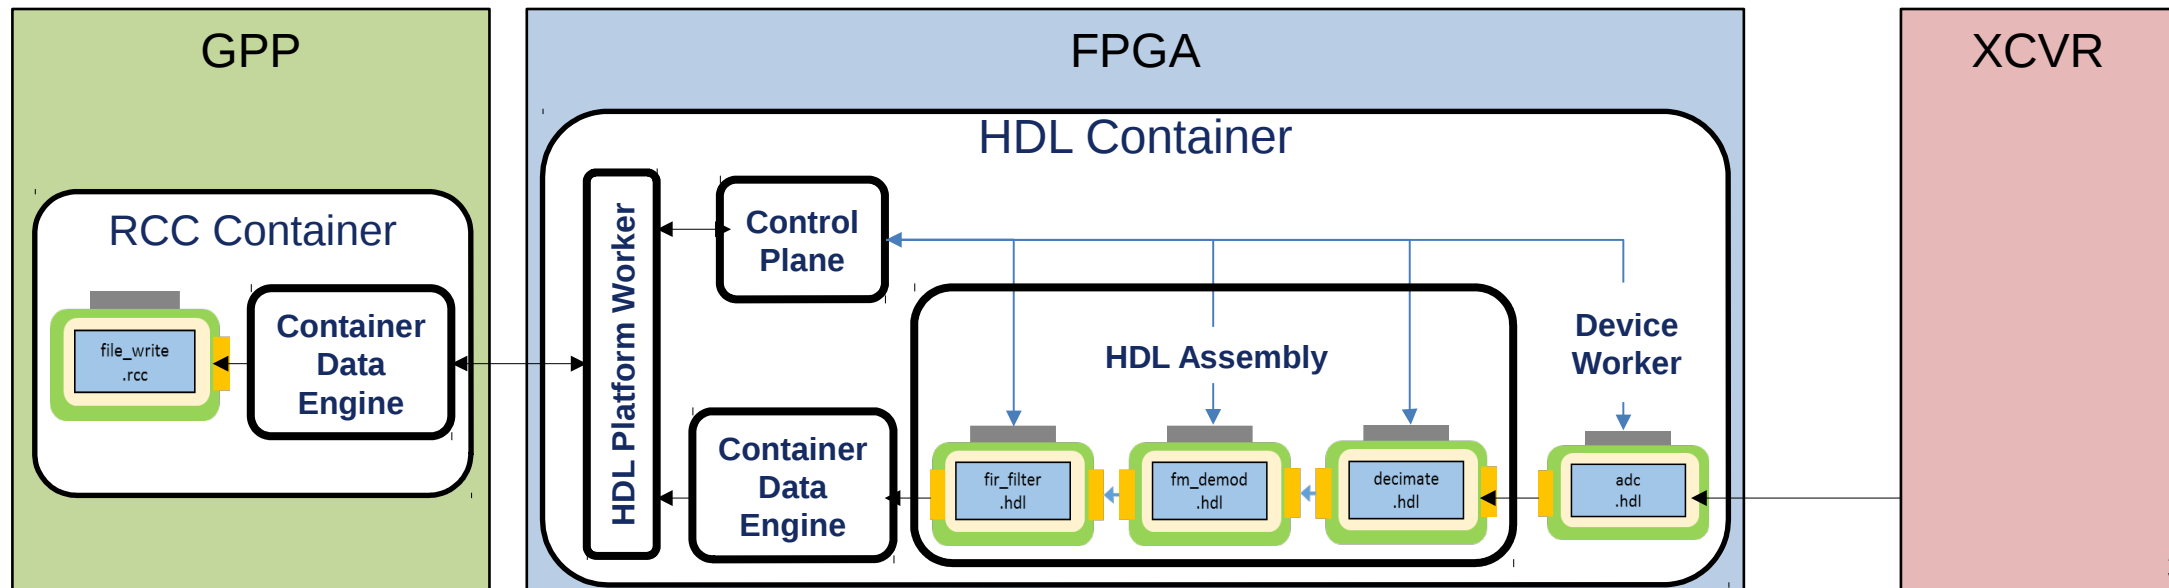 GPP
FPGA
XCVR
HDL Container
RCC Container
HDL Platform Worker
Control
Plane
Container
Data
Engine
file_write
.rcc
HDL Assembly
Device
Worker
Container
Data
Engine
fir_filter
.hdl
fm_demod
.hdl
decimate
.hdl
adc
.hdl